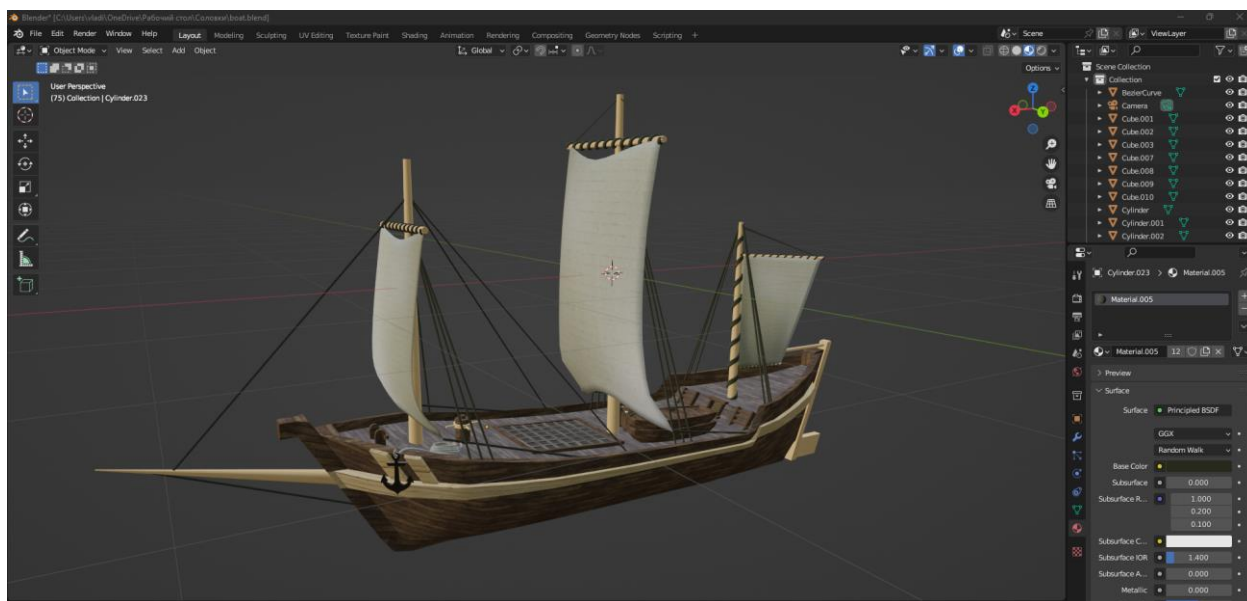 Blender* [C:\Users\vladi\OneDrive\Рабочий стол\Соловки\boat.blend]
File Edit Render Window Help Layout Modeling Sculpting UV Editing Texture Paint Shading Animation Rendering Compositing Geometry Nodes Scripting + Scene ViewLayer
Object Mode View Select Add Object Global
Options
User Perspective
(75) Collection | Cylinder.023
Z
Y
Scene Collection
Collection
BezierCurve
Camera
Cube.001
Cube.002
Cube.003
Cube.007
Cube.008
Cube.009
Cube.010
Cylinder
Cylinder.001
Cylinder.002
Cylinder.023 > Material.005
Material.005
Material.005 12
Preview
Surface
Surface Principled BSDF
GGX
Random Walk
Base Color
Subsurface 0.000
Subsurface R... 1.000
0.200
0.100
Subsurface C...
Subsurface IOR 1.400
Subsurface A... 0.000
Metallic 0.000